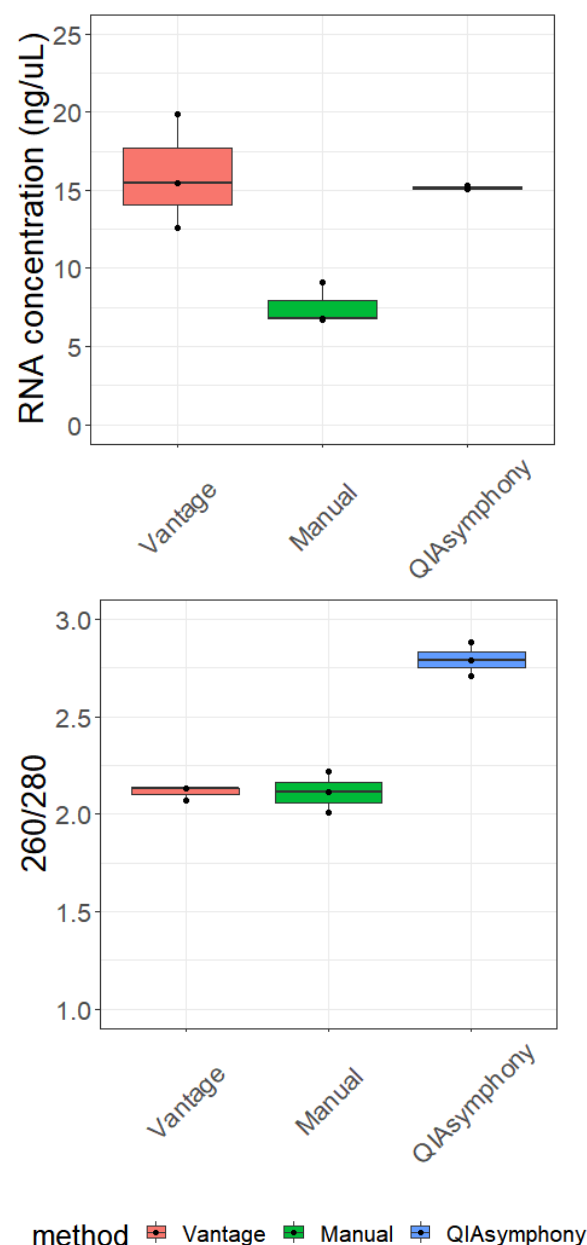 RNA concentration (ng/uL)
25
20
15
10
5
0
Vantage
Manual
QIAsymphony
260/280
3.0
2.5
2.0
1.5
1.0
Vantage
Manual
QIAsymphony
method Vantage Manual QIAsymphony